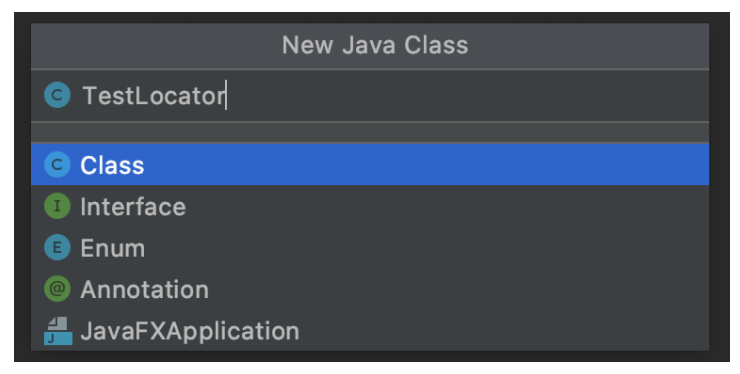 New Java Class
C TestLocator
C Class
I Interface
E Enum
@ Annotation
J JavaFXApplication